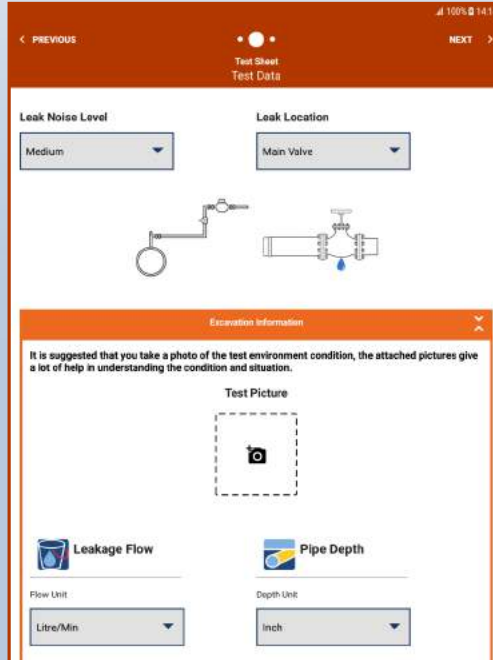 100% 14:1
PREVIOUS
NEXT
Test Sheet
Test Data
Leak Noise Level
Leak Location
Medium
Main Valve
Excavation Information
It is suggested that you take a photo of the test environment condition, the attached pictures give
a lot of help in understanding the condition and situation.
Test Picture
Leakage Flow
Pipe Depth
Flow Unit
Depth Unit
Litre/Min
Inch